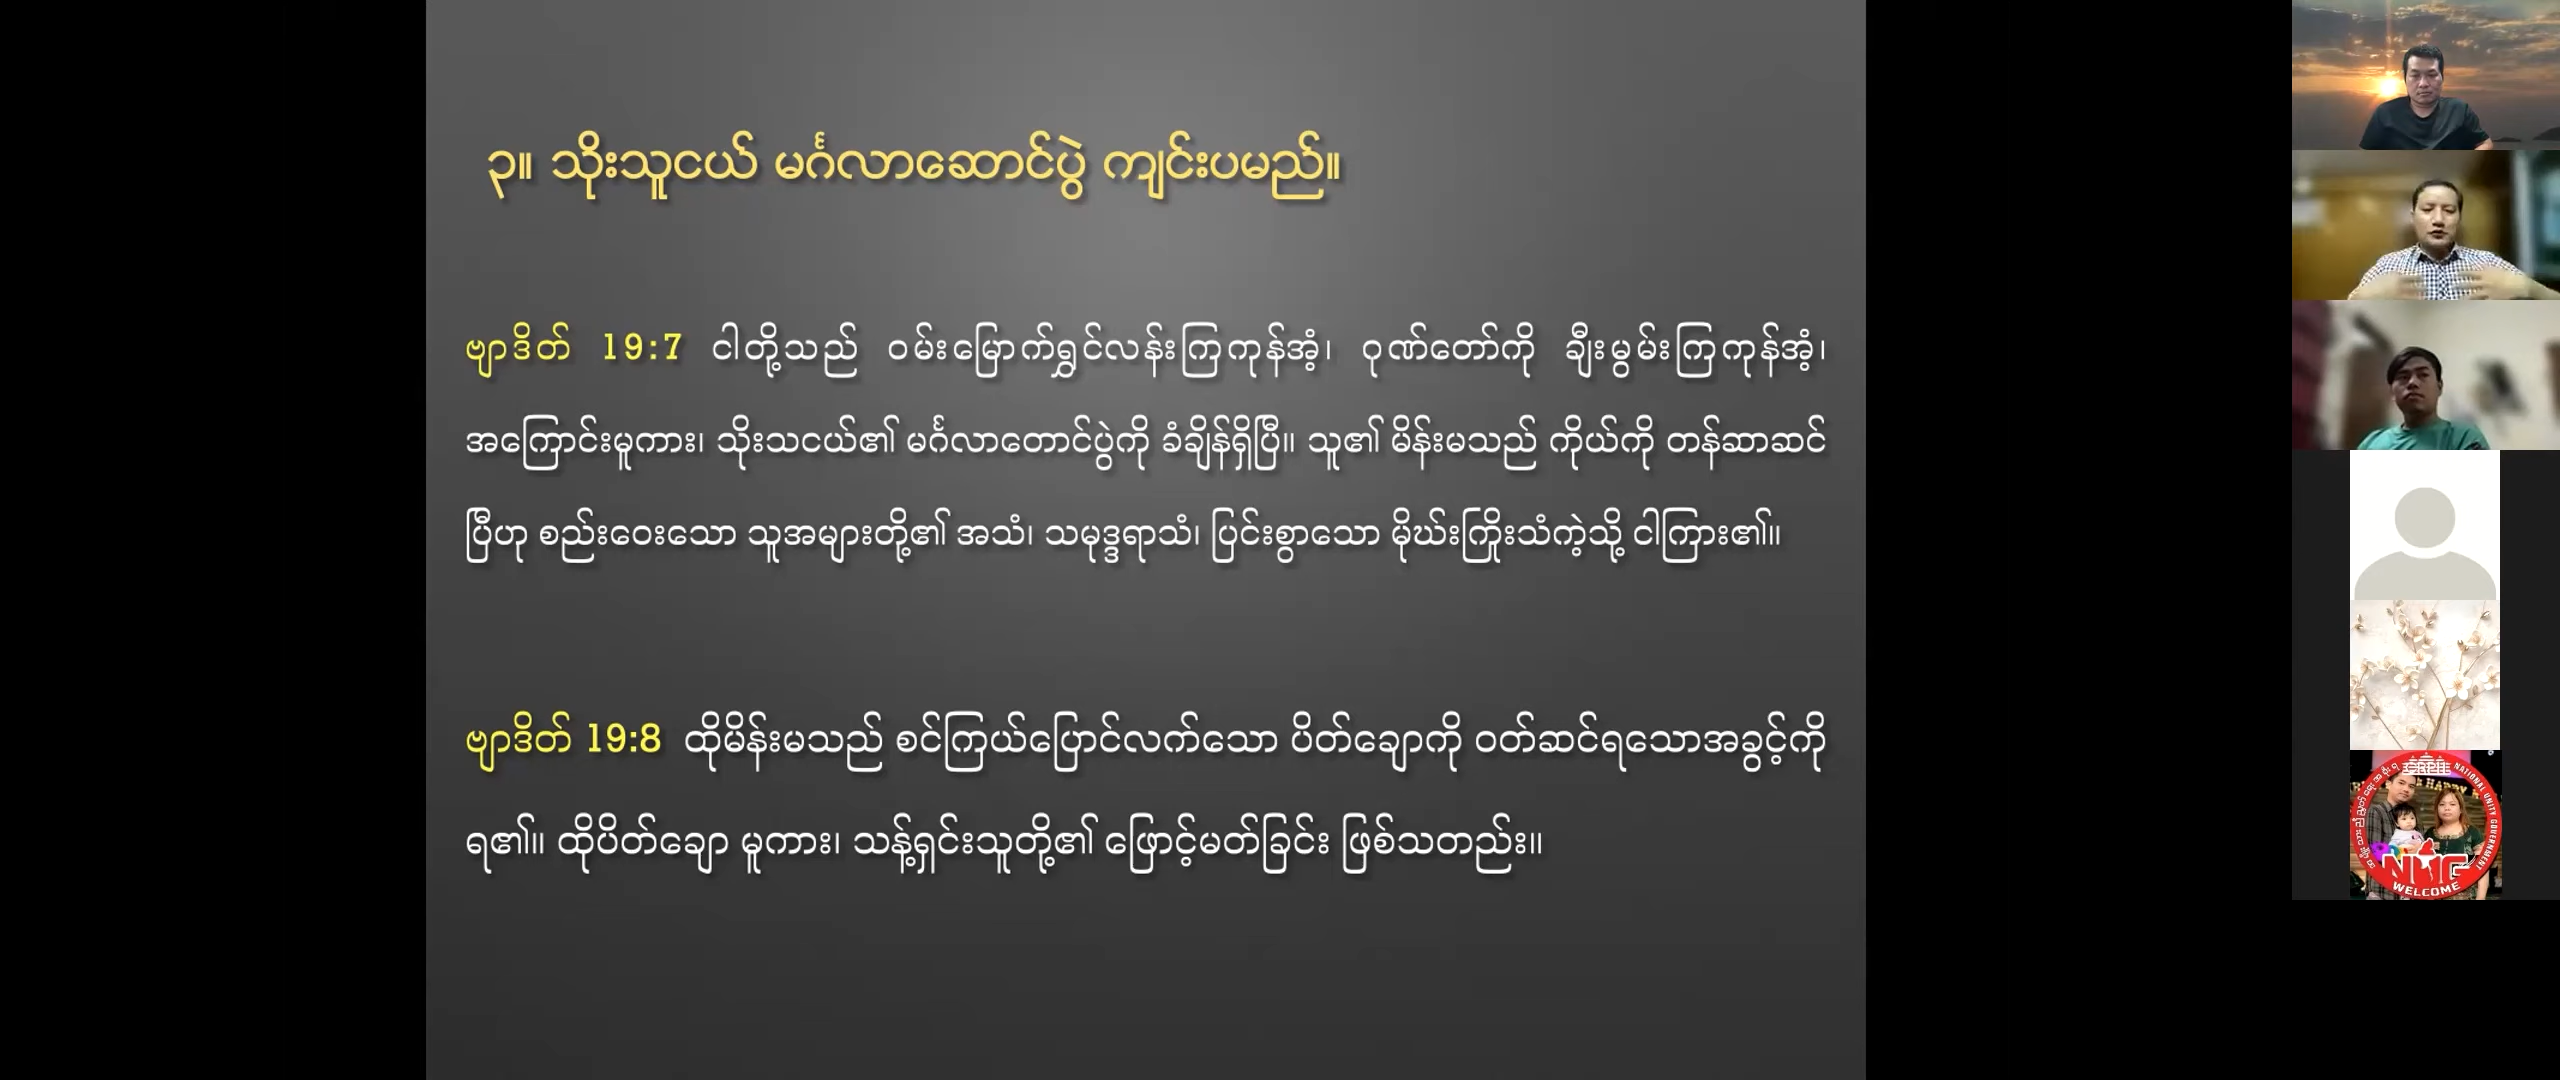 ၃။ သိုးသူငယ် မင်္ဂလာဆောင်ပွဲ ကျင်းပမည်။
ဗျာဒိတ် 19:7 ငါတို့သည် ဝမ်းမြောက်ရွှင်လန်းကြကုန်အံ့၊ ဂုဏ်တော်ကို ချီးမွမ်းကြကုန်အံ့၊
အကြောင်းမူကား၊ သိုးသငယ်၏ မင်္ဂလာတောင်ပွဲကို ခံချိန်ရှိပြီ။ သူ၏ မိန်းမသည် ကိုယ်ကို တန်ဆာဆင်
ပြီဟု စည်းဝေးသော သူအများတို့၏ အသံ၊ သမုဒ္ဒရာသံ၊ ပြင်းစွာသော မိုဃ်းကြိုးသံကဲ့သို့ ငါကြား၏။
ဗျာဒိတ် 19:8 ထိုမိန်းမသည် စင်ကြယ်ပြောင်လက်သော ပိတ်ချောကို ဝတ်ဆင်ရသောအခွင့်ကို
ရ၏။ ထိုပိတ်ချော မူကား၊ သန့်ရှင်းသူတို့၏ ဖြောင့်မတ်ခြင်း ဖြစ်သတည်း။
CRPH
NATIONAL UNITY GOVERNMENT
NUG
WELCOME